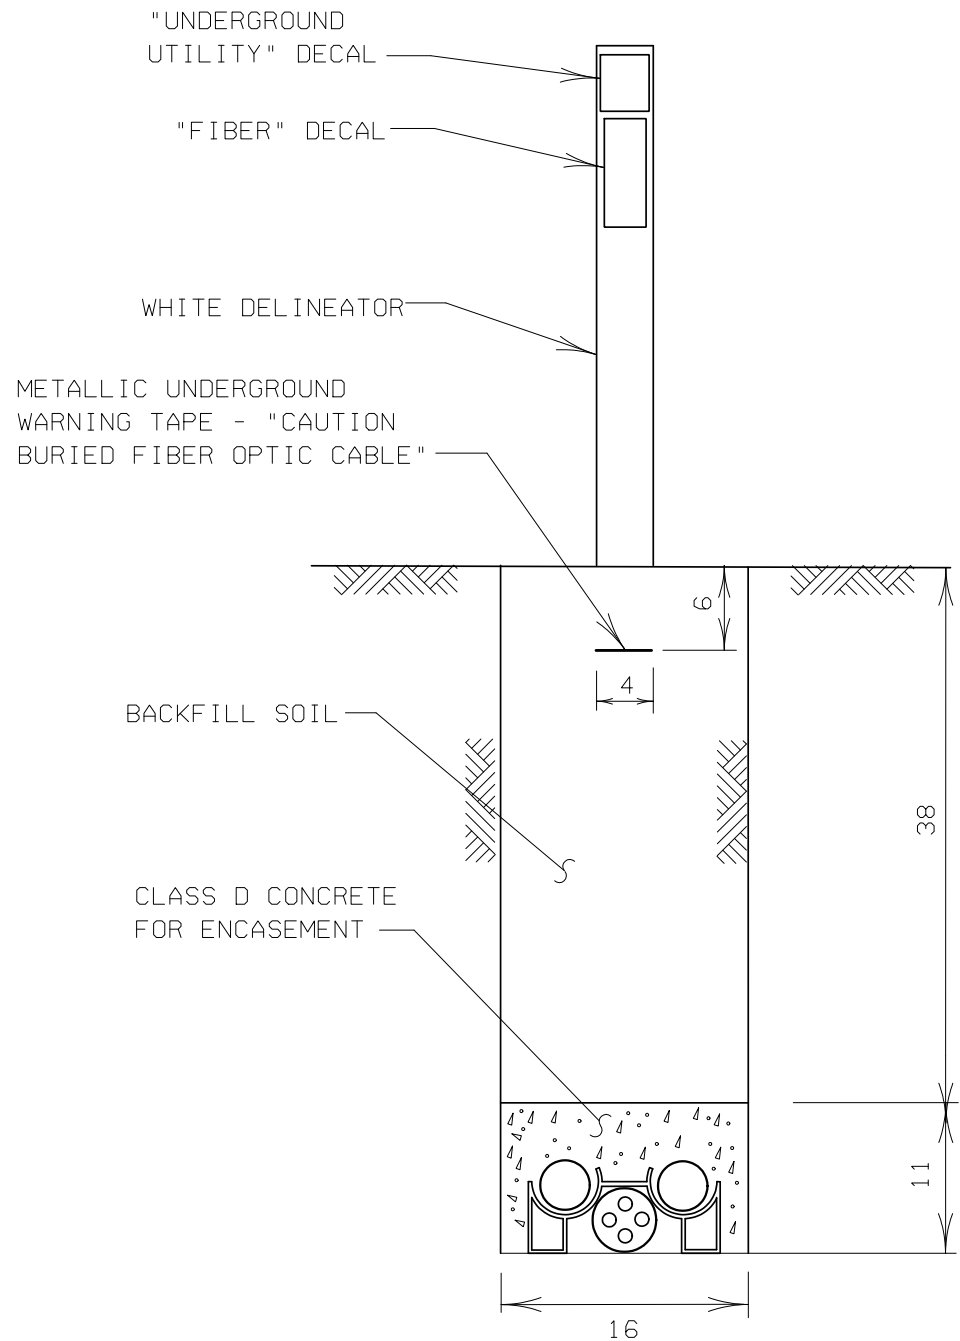 "UNDERGROUND
UTILITY" DECAL
"FIBER" DECAL
WHITE DELINEATOR
METALLIC UNDERGROUND
WARNING TAPE - "CAUTION
BURIED FIBER OPTIC CABLE"
6
4
BACKFILL SOIL
38
CLASS D CONCRETE
FOR ENCASEMENT
11
16